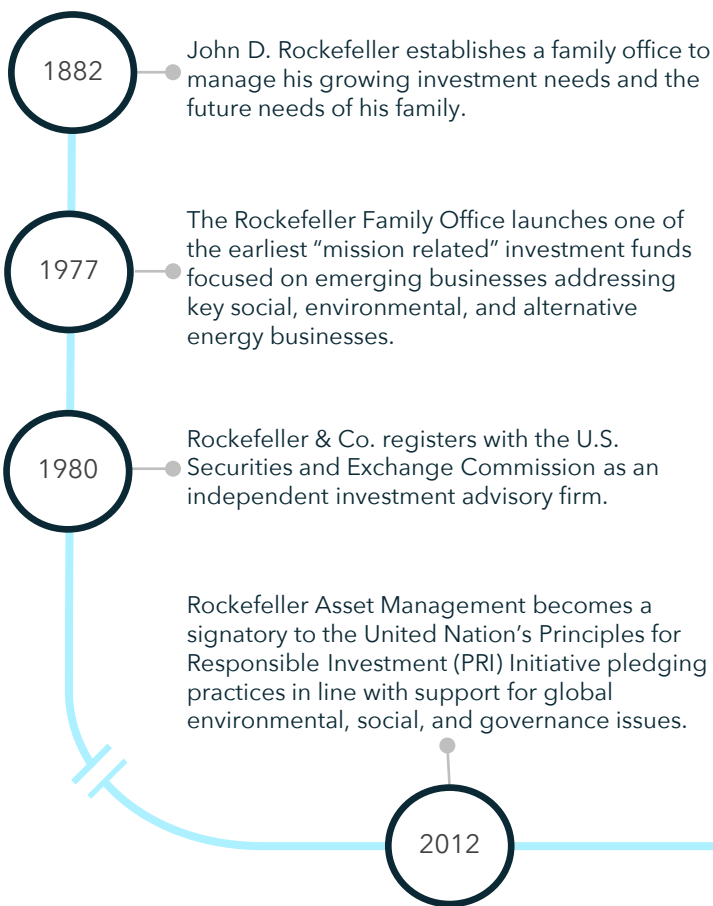 1882
John D. Rockefeller establishes a family office to
manage his growing investment needs and the
future needs of his family.
1977
The Rockefeller Family Office launches one of
the earliest “mission related” investment funds
focused on emerging businesses addressing
key social, environmental, and alternative
energy businesses.
1980
Rockefeller & Co. registers with the U.S.
Securities and Exchange Commission as an
independent investment advisory firm.
Rockefeller Asset Management becomes a
signatory to the United Nation’s Principles for
Responsible Investment (PRI) Initiative pledging
practices in line with support for global
environmental, social, and governance issues.
2012